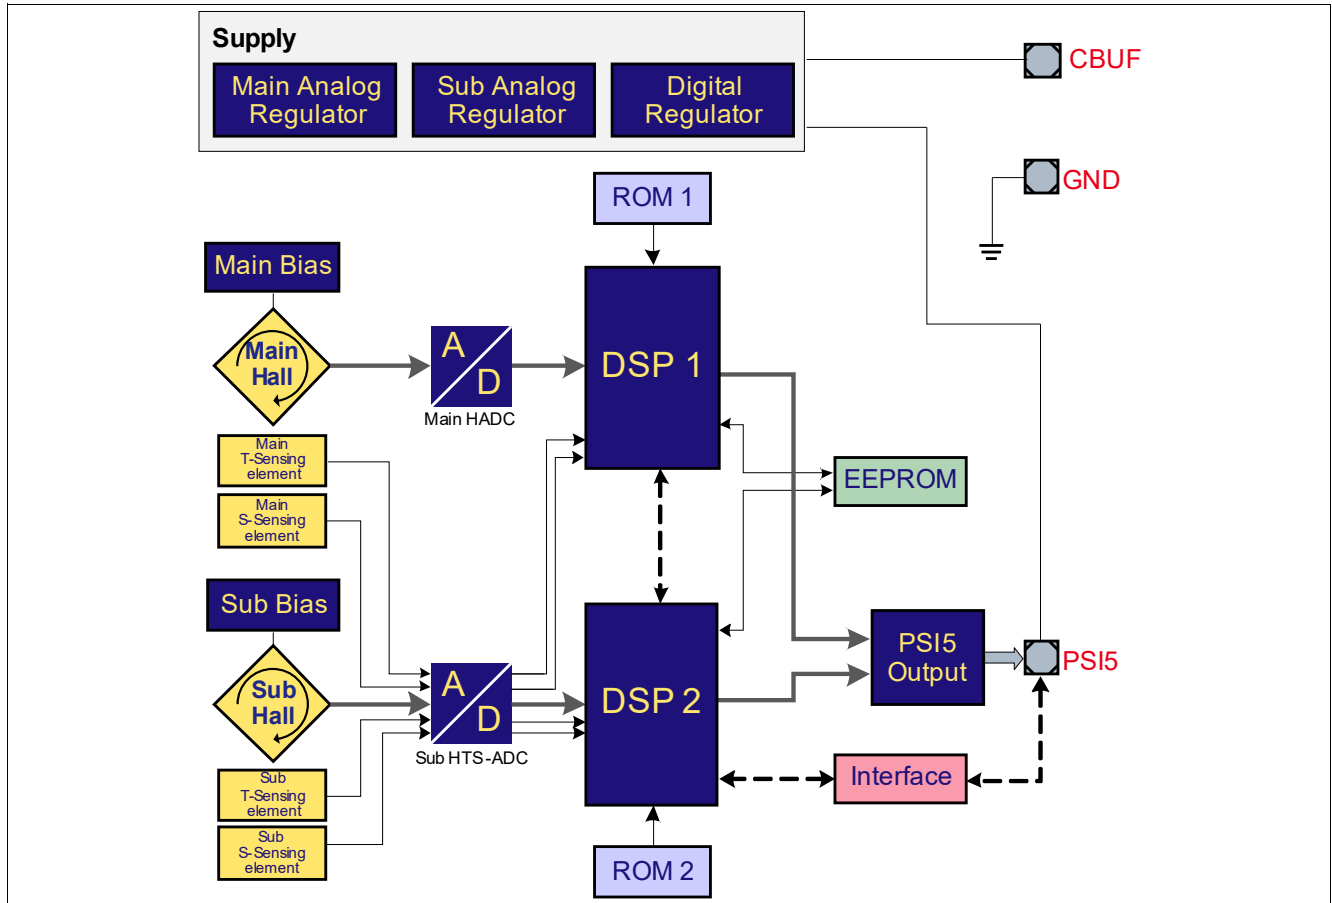 Supply
Main Analog
Regulator
Sub Analog
Regulator
Digital
Regulator
CBUF
GND
ROM 1
Main Bias
Main
Hall
A
D
Main HADC
DSP 1
Main
T-Sensing
element
Main
S-Sensing
element
EEPROM
Sub Bias
Sub
Hall
A
D
Sub HTS-ADC
DSP 2
PSI5
Output
PSI5
Sub
T-Sensing
element
Sub
S-Sensing
element
Interface
ROM 2